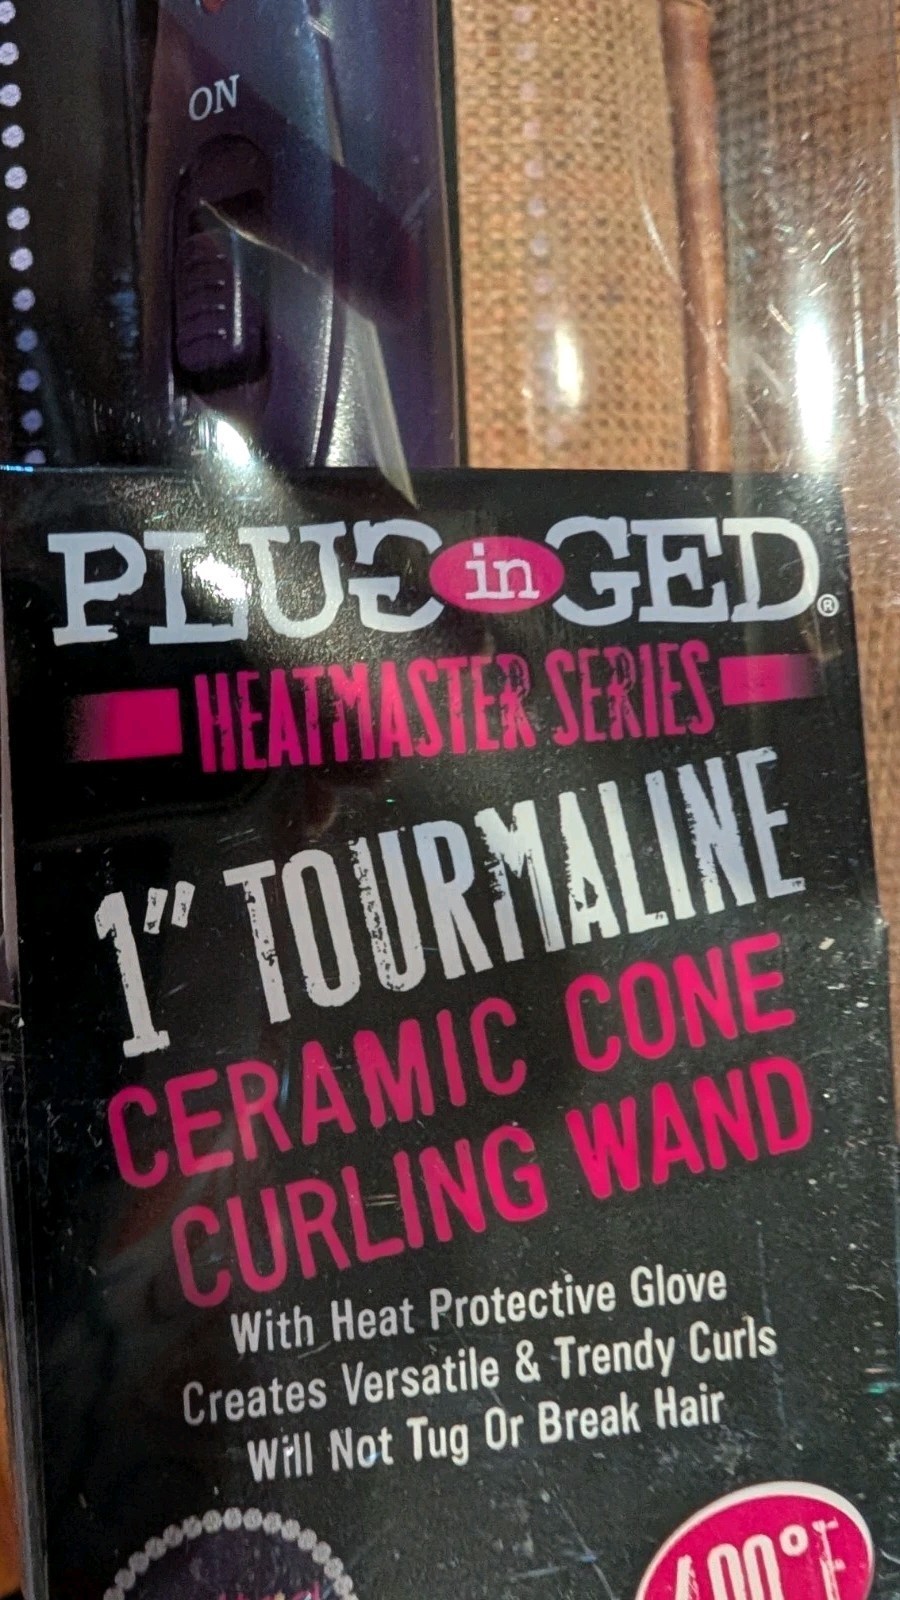 ON
PLUGinGED®
HEATMASTER SERIES
1" TOURMALINE
CERAMIC CONE
CURLING WAND
With Heat Protective Glove
Creates Versatile & Trendy Curls
Will Not Tug Or Break Hair
400°F